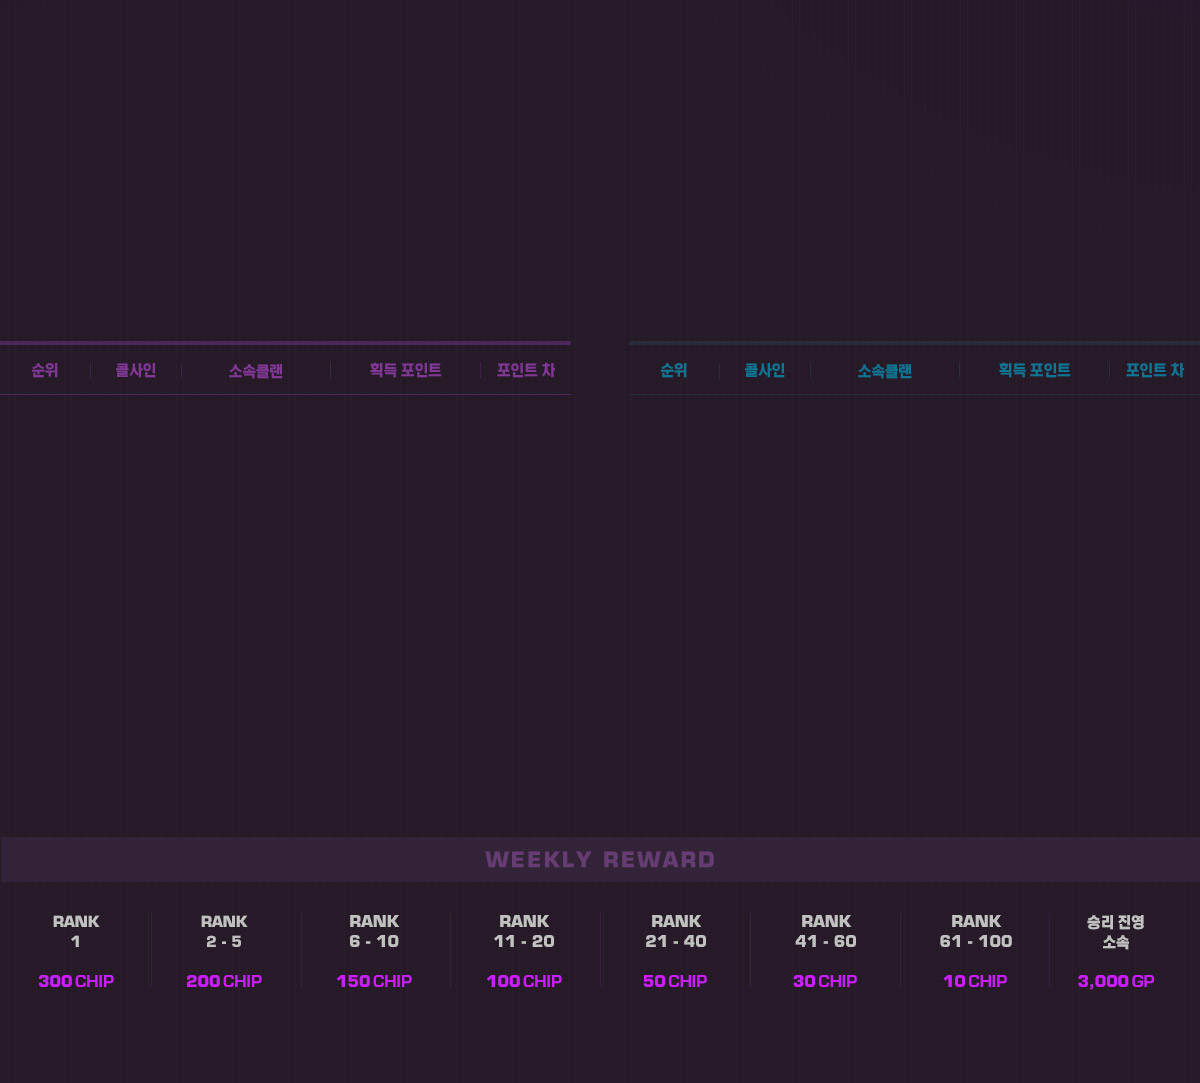 순위 콜사인 소속클랜 획득 포인트 포인트 차
순위 콜사인 소속클랜 획득 포인트 포인트 차
WEEKLY REWARD
RANK RANK RANK RANK RANK RANK RANK 승리 진영
1 2 - 5 6 - 10 11 - 20 21 - 40 41 - 60 61 - 100 소속
300 CHIP 200 CHIP 150 CHIP 100 CHIP 50 CHIP 30 CHIP 10 CHIP 3,000 GP